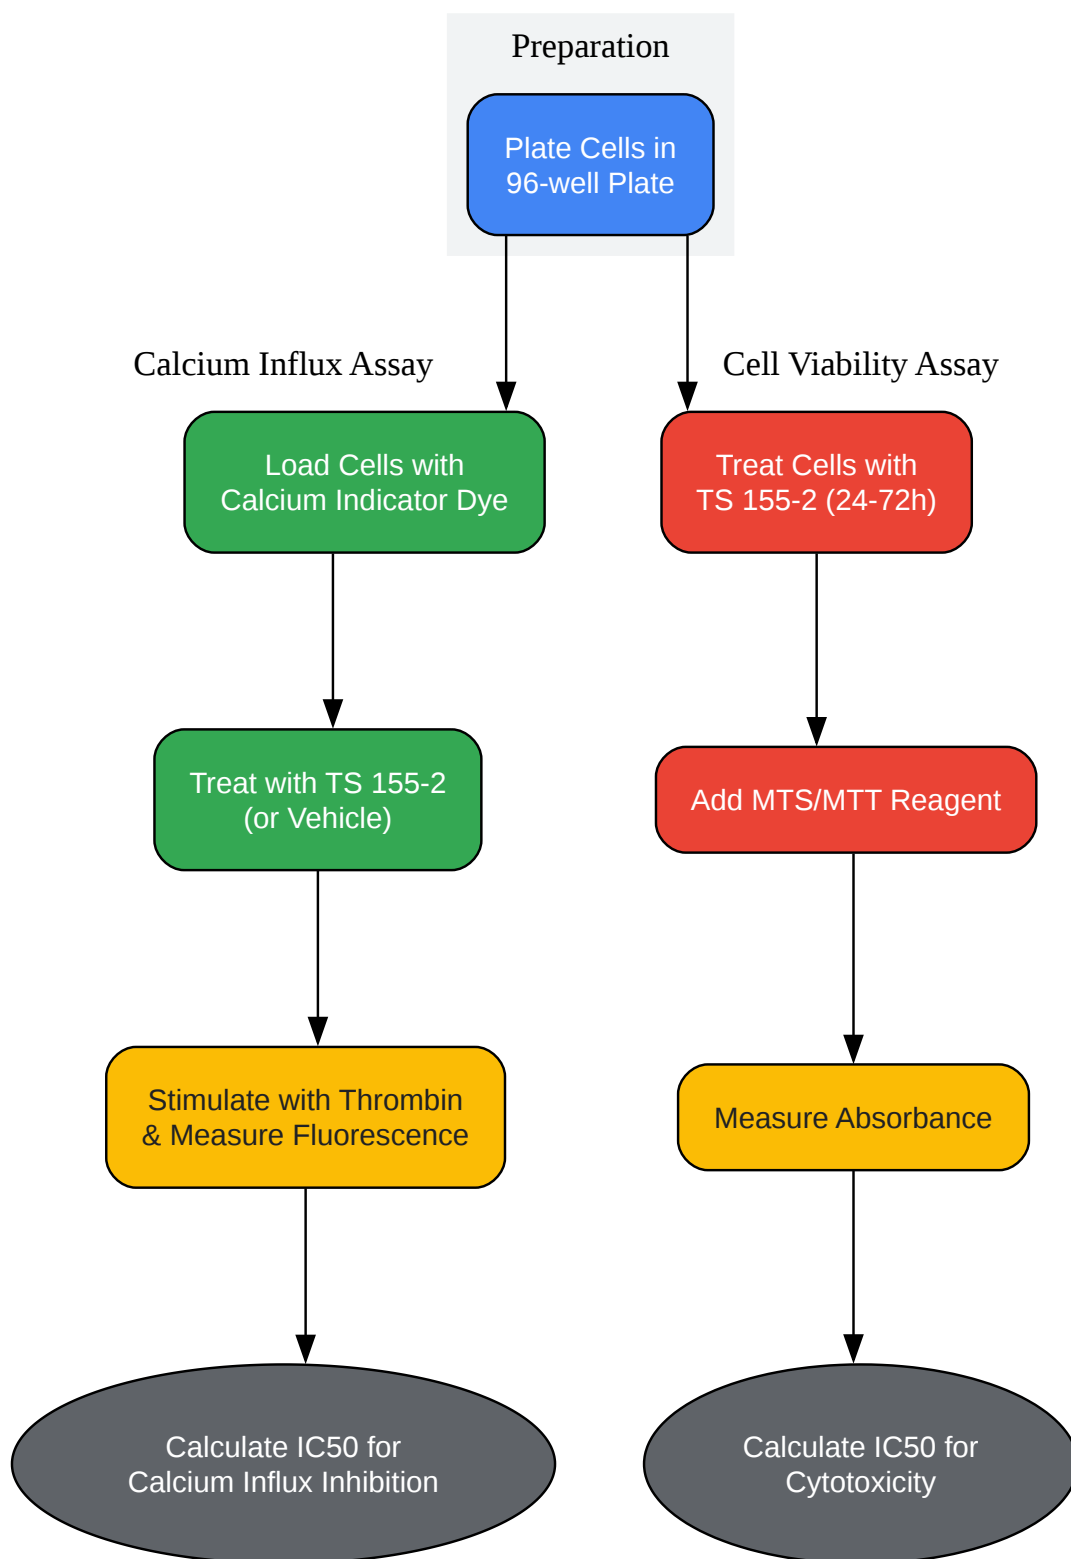 Preparation
Plate Cells in
96-well Plate
Calcium Influx Assay
Load Cells with
Calcium Indicator Dye
Treat with TS 155-2
(or Vehicle)
Stimulate with Thrombin
& Measure Fluorescence
Calculate IC50 for
Calcium Influx Inhibition
Cell Viability Assay
Treat Cells with
TS 155-2 (24-72h)
Add MTS/MTT Reagent
Measure Absorbance
Calculate IC50 for
Cytotoxicity